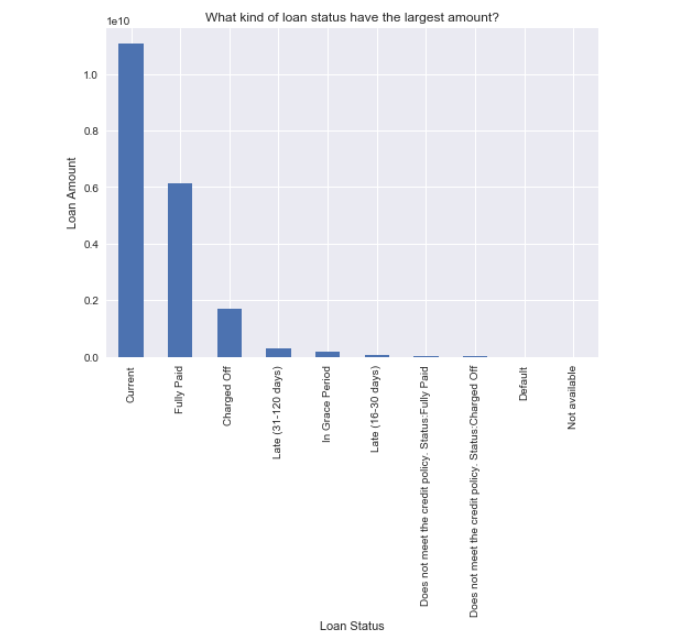 What kind of loan status have the largest amount?
1e10
1.0
0.8
0.6
0.4
0.2
0.0
Loan Amount
Current
Fully Paid
Charged Off
Late (31-120 days)
In Grace Period
Late (16-30 days)
Does not meet the credit policy. Status:Fully Paid
Does not meet the credit policy. Status:Charged Off
Default
Not available
Loan Status